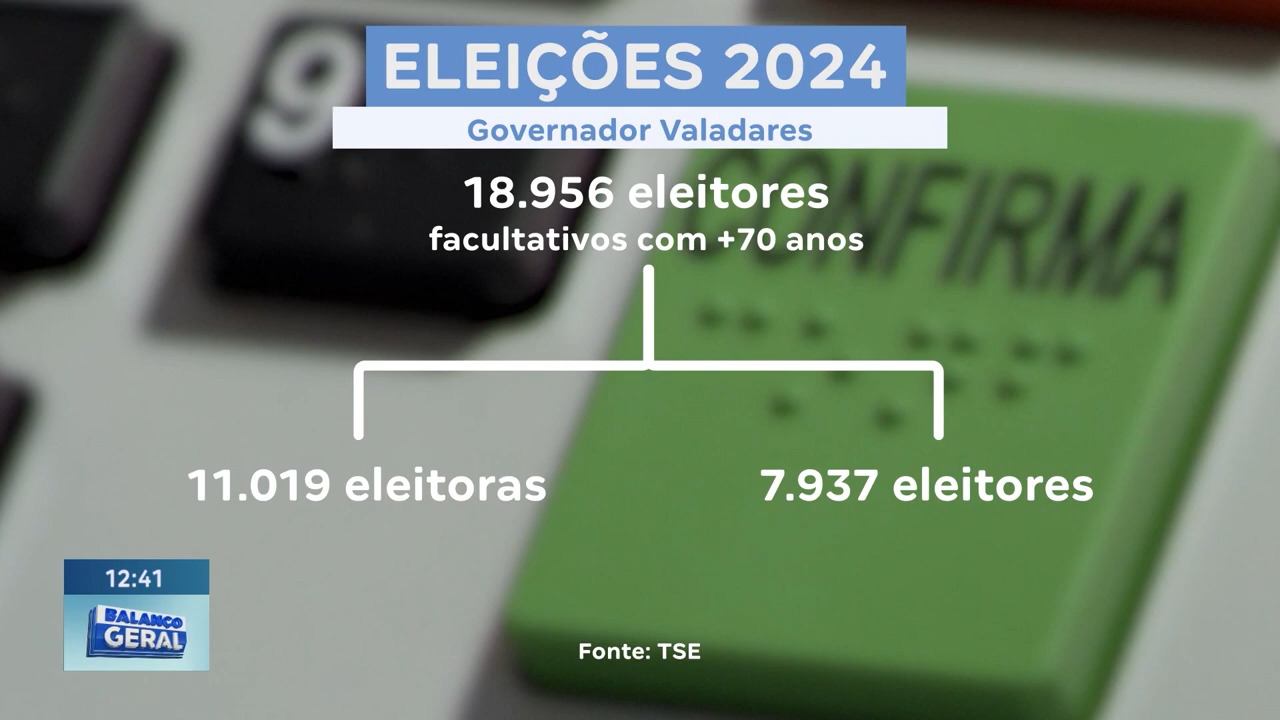 ELEIÇÕES 2024
Governador Valadares
9
CONFIRMA
18.956 eleitores
facultativos com +70 anos
11.019 eleitoras
7.937 eleitores
12:41
BALANÇO
GERAL
Fonte: TSE